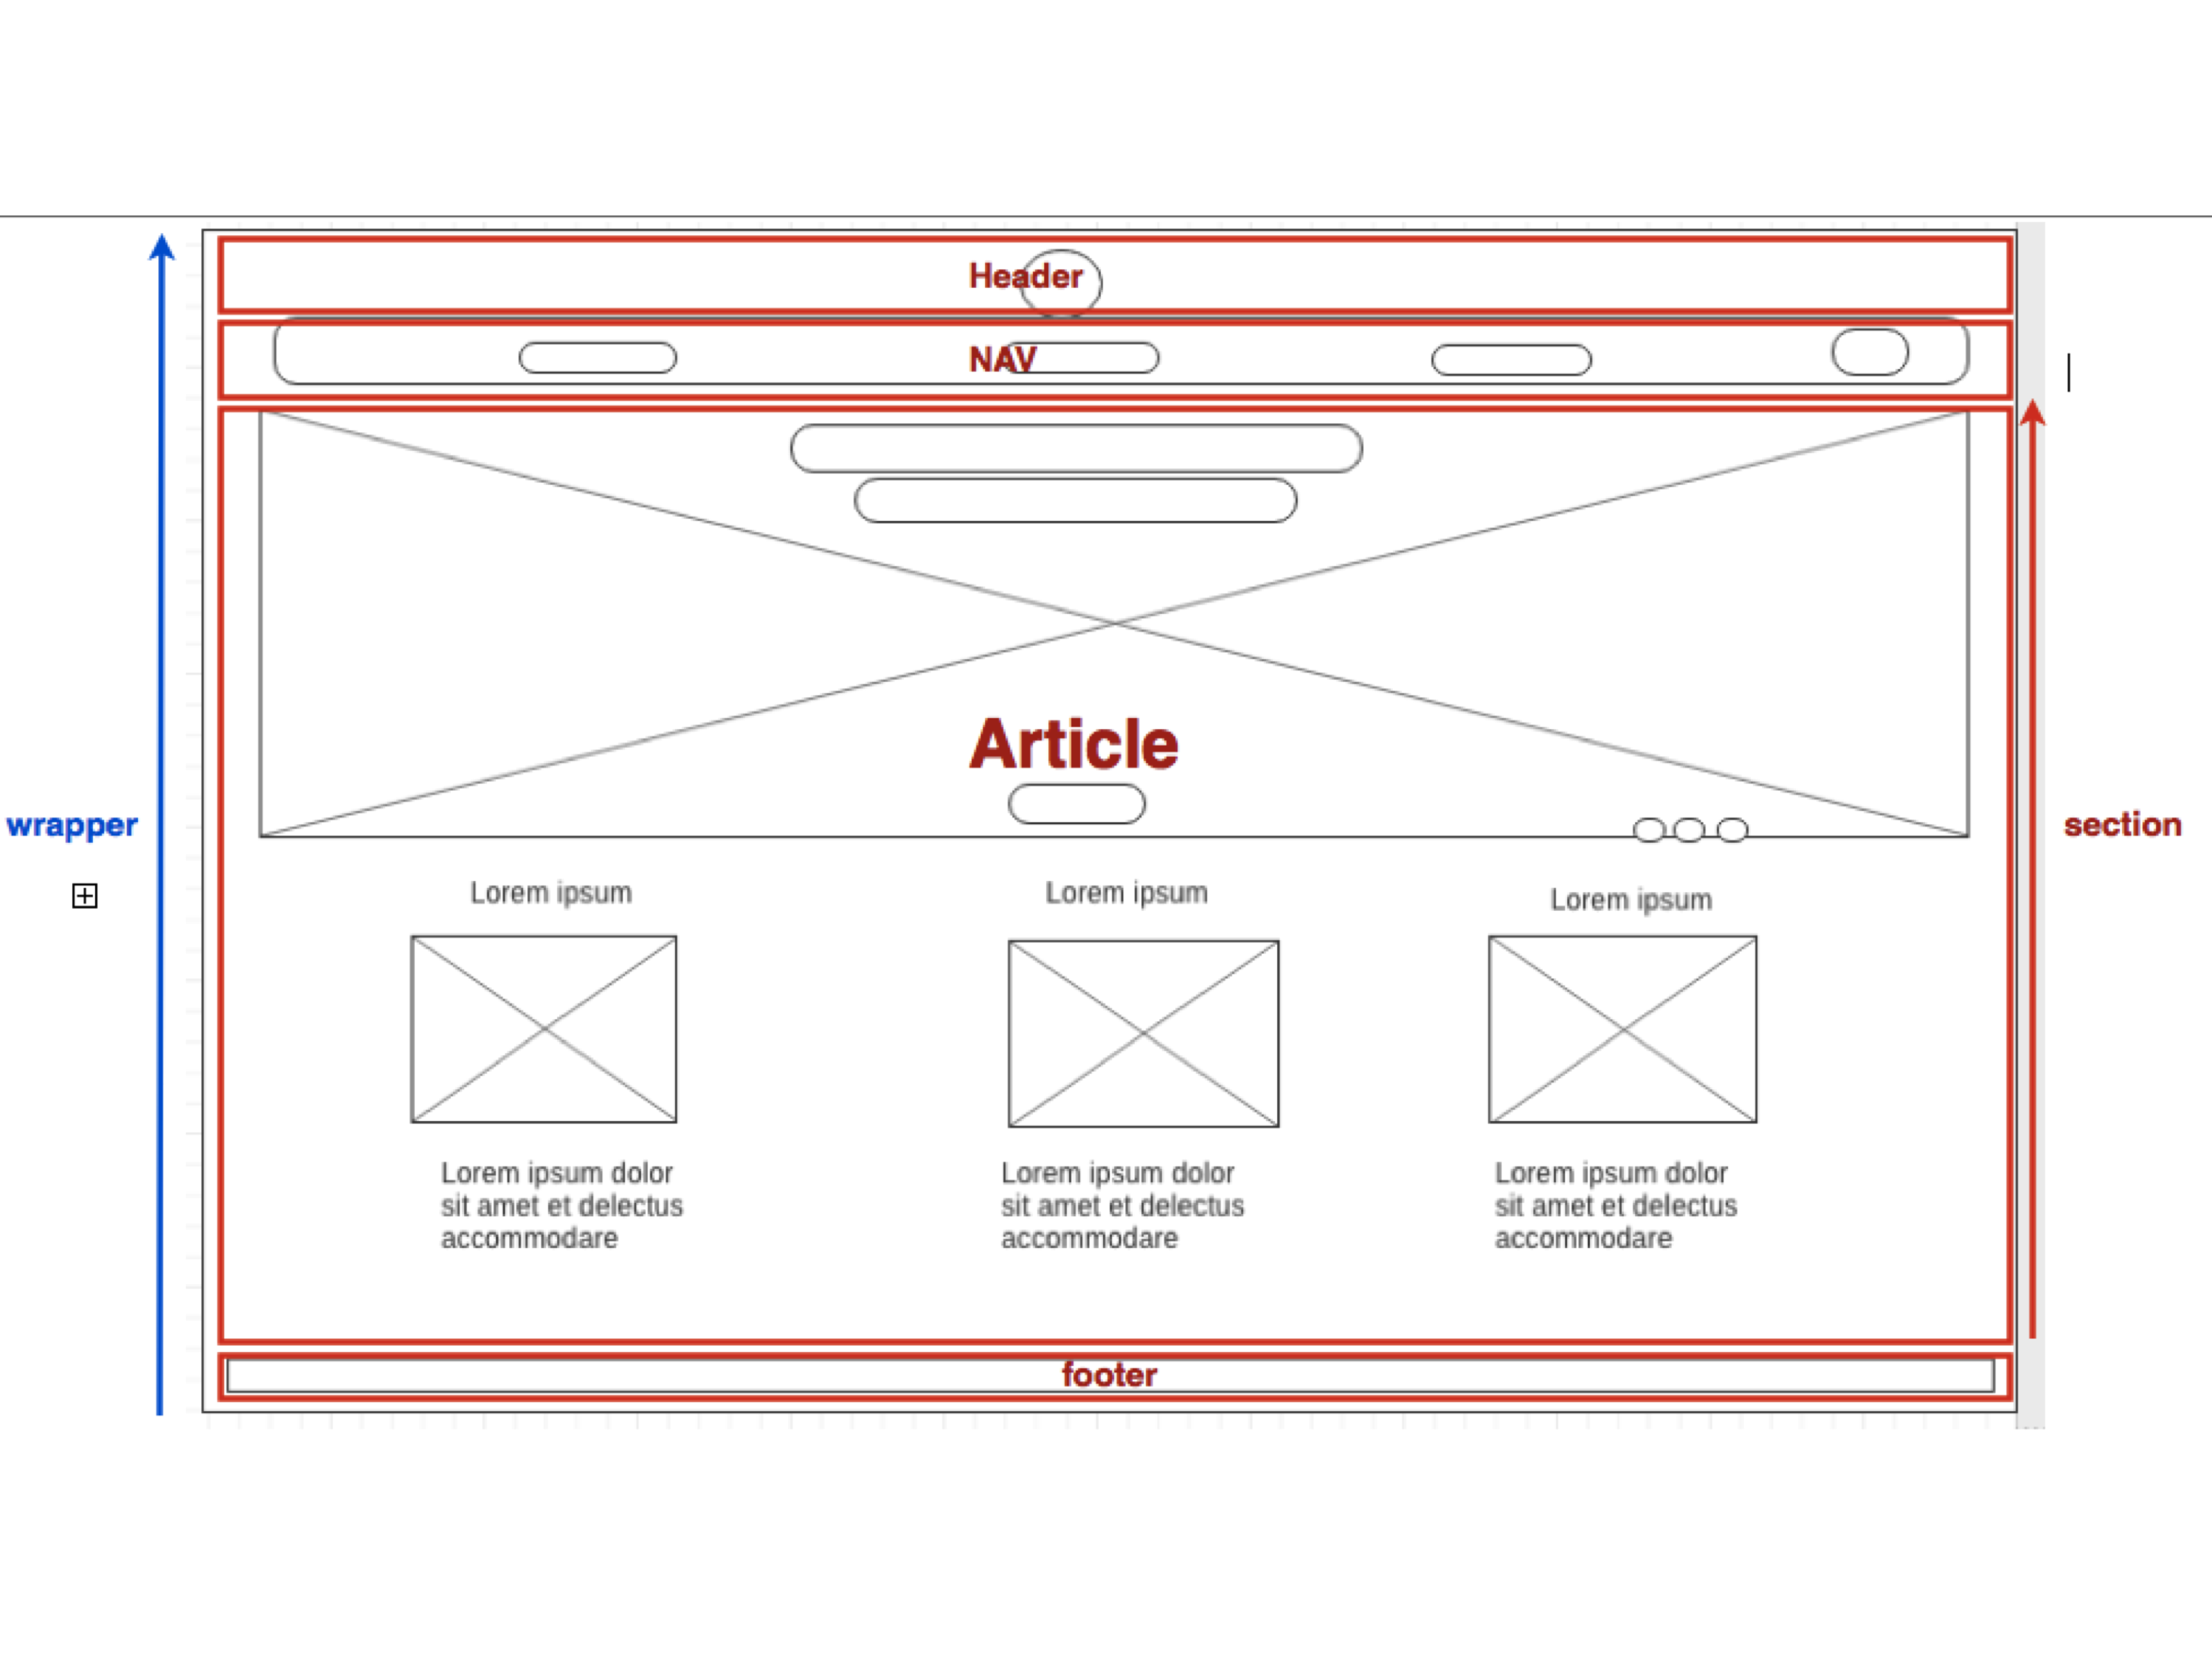 Header
NAV
Article
wrapper
section
Lorem ipsum
Lorem ipsum
Lorem ipsum
Lorem ipsum dolor
sit amet et delectus
accommodare
Lorem ipsum dolor
sit amet et delectus
accommodare
Lorem ipsum dolor
sit amet et delectus
accommodare
footer